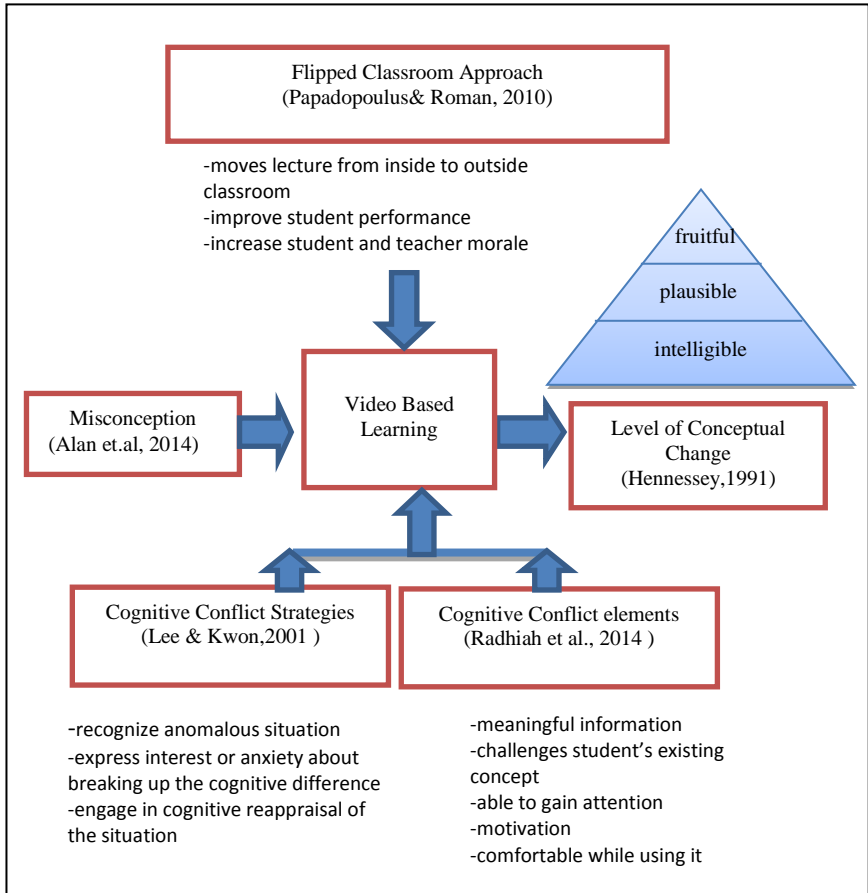 Flipped Classroom Approach
(Papadopoulus& Roman, 2010)
-moves lecture from inside to outside
classroom
-improve student performance
-increase student and teacher morale
fruitful
plausible
intelligible
Misconception
(Alan et.al, 2014)
Video Based
Learning
Level of Conceptual
Change
(Hennessey,1991)
Cognitive Conflict Strategies
(Lee & Kwon,2001 )
Cognitive Conflict elements
(Radhiah et al., 2014 )
-recognize anomalous situation
-express interest or anxiety about
breaking up the cognitive difference
-engage in cognitive reappraisal of
the situation
-meaningful information
-challenges student’s existing
concept
-able to gain attention
-motivation
-comfortable while using it